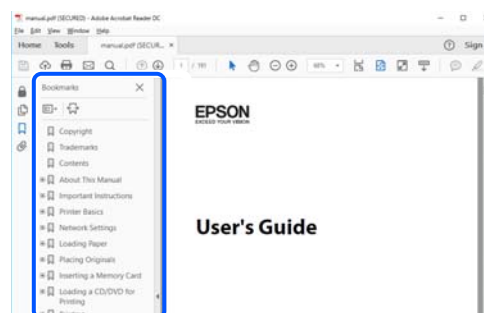 manual.pdf (SECURED) - Adobe Acrobat Reader DC
File Edit View Window Help
Home Tools manual.pdf (SECUR... × Sign
1 /
Bookmarks
Copyright
Trademarks
Contents
About This Manual
Important Instructions
Printer Basics
Network Settings
Loading Paper
Placing Originals
Inserting a Memory Card
Loading a CD/DVD for
Printing
EPSON
EXCEED YOUR VISION
User's Guide